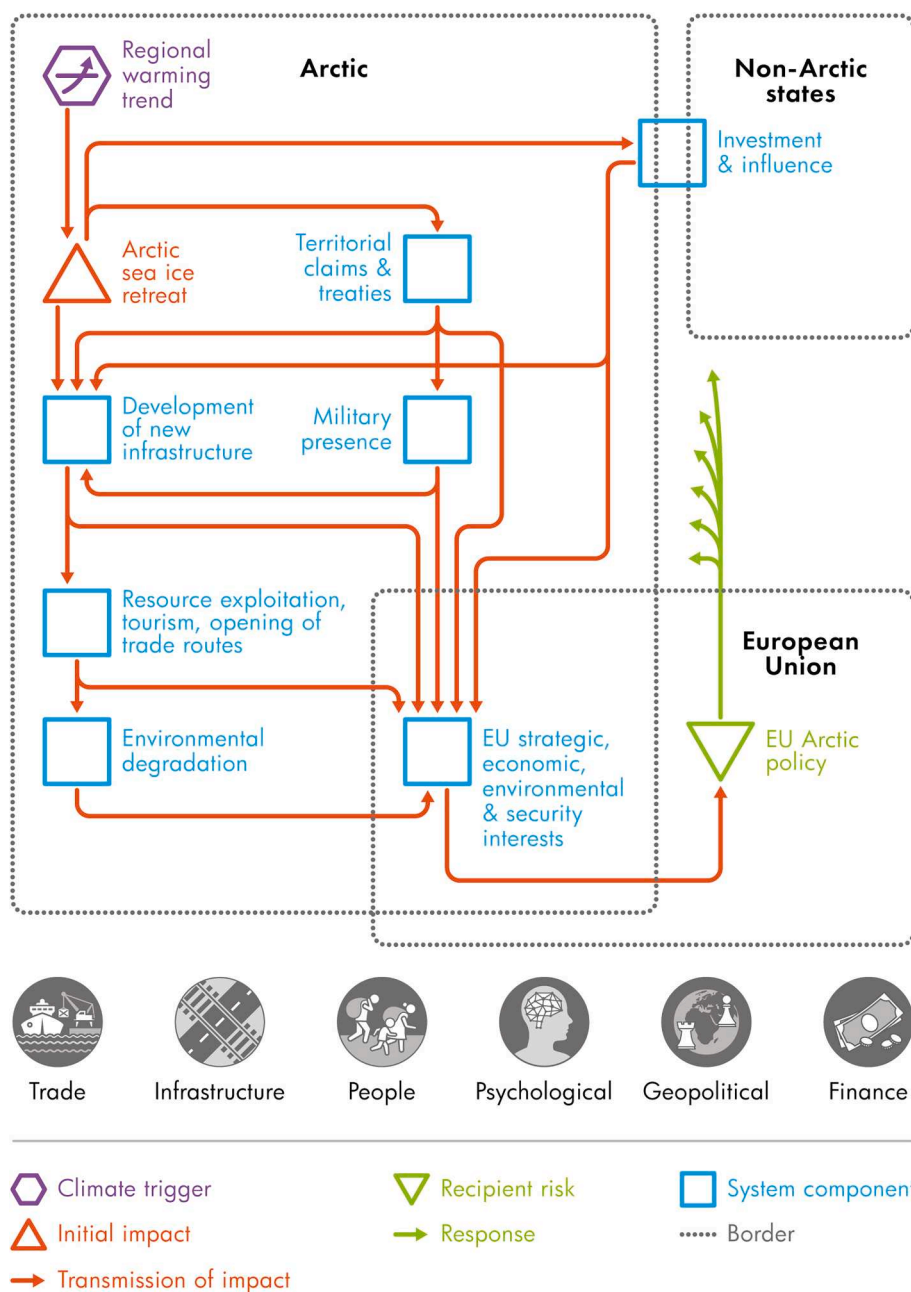 Regional
warming
trend
Arctic
Non-Arctic
states
Investment
& influence
Arctic
sea ice
retreat
Territorial
claims &
treaties
Development
of new
infrastructure
Military
presence
Resource exploitation,
tourism, opening of
trade routes
European
Union
Environmental
degradation
EU strategic,
economic,
environmental
& security
interests
EU Arctic
policy
Trade
Infrastructure
People
Psychological
Geopolitical
Finance
Climate trigger
Recipient risk
System component
Initial impact
Response
Border
Transmission of impact